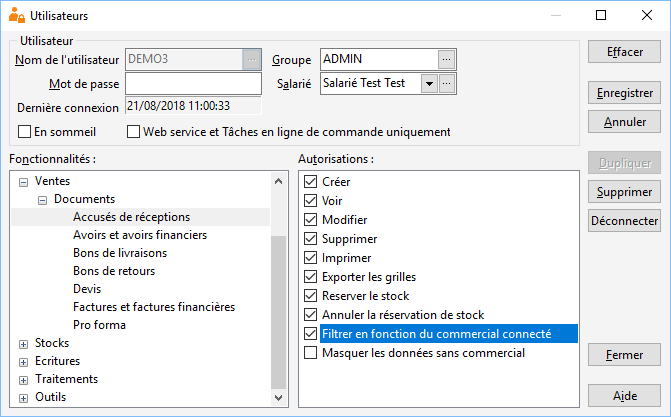 Utilisateurs
Utilisateur
Nom de l'utilisateur DEMO3 ... Groupe ADMIN ...
Mot de passe Salarié Salarié Test Test ...
Dernière connexion 21/08/2018 11:00:33
En sommeil Web service et Tâches en ligne de commande uniquement
Fonctionnalités :
Ventes
Documents
Accusés de réceptions
Avoirs et avoirs financiers
Bons de livraisons
Bons de retours
Devis
Factures et factures financières
Pro forma
Stocks
Ecritures
Traitements
Outils
Autorisations :
Créer
Voir
Modifier
Supprimer
Imprimer
Exporter les grilles
Reserver le stock
Annuler la réservation de stock
Filtrer en fonction du commercial connecté
Masquer les données sans commercial
Effacer
Enregistrer
Annuler
Dupliquer
Supprimer
Déconnecter
Fermer
Aide